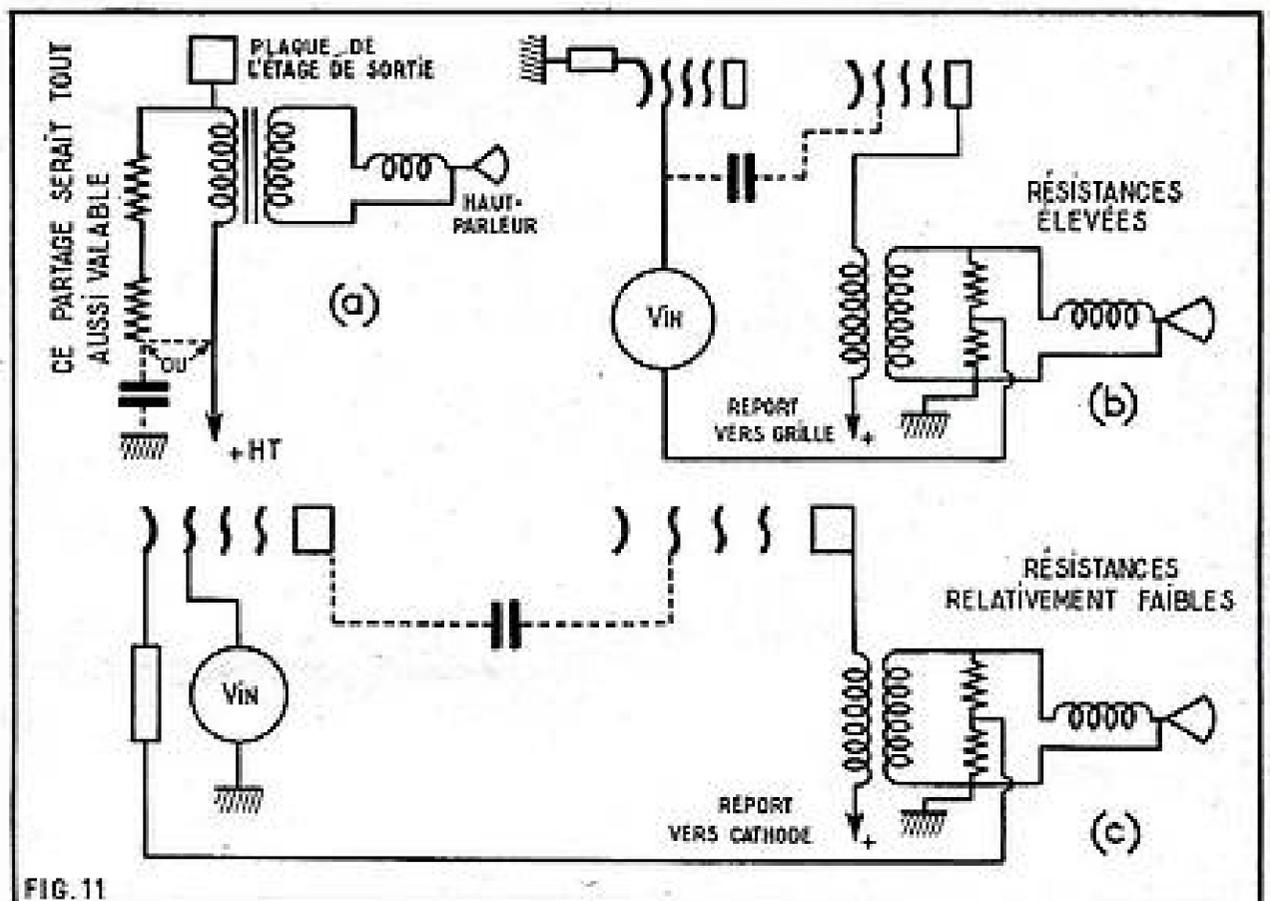 CE PARTAGE SERAIT TOUT
AUSSI VALABLE
PLAQUE DE
L'ÉTAGE DE SORTIE
HAUT-
PARLEUR
(a)
OU
+ HT
VIN
RÉSISTANCES
ÉLEVÉES
REPORT
VERS GRILLE
+
(b)
VIN
RÉSISTANCES
RELATIVEMENT FAIBLES
REPORT
VERS CATHODE
+
(c)
FIG. 11